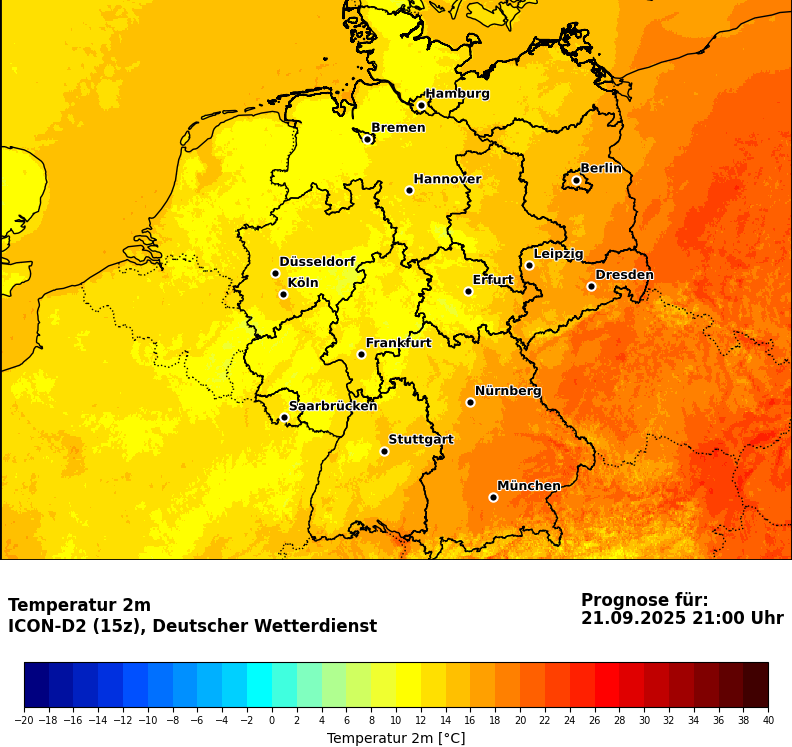 Hamburg
Bremen
Berlin
Hannover
Leipzig
Düsseldorf
Dresden
Köln
Erfurt
Frankfurt
Nürnberg
Saarbrücken
Stuttgart
München
Temperatur 2m
ICON-D2 (15z), Deutscher Wetterdienst
Prognose für:
21.09.2025 21:00 Uhr
−20 −18 −16 −14 −12 −10 −8 −6 −4 −2 0 2 4 6 8 10 12 14 16 18 20 22 24 26 28 30 32 34 36 38 40
Temperatur 2m [°C]